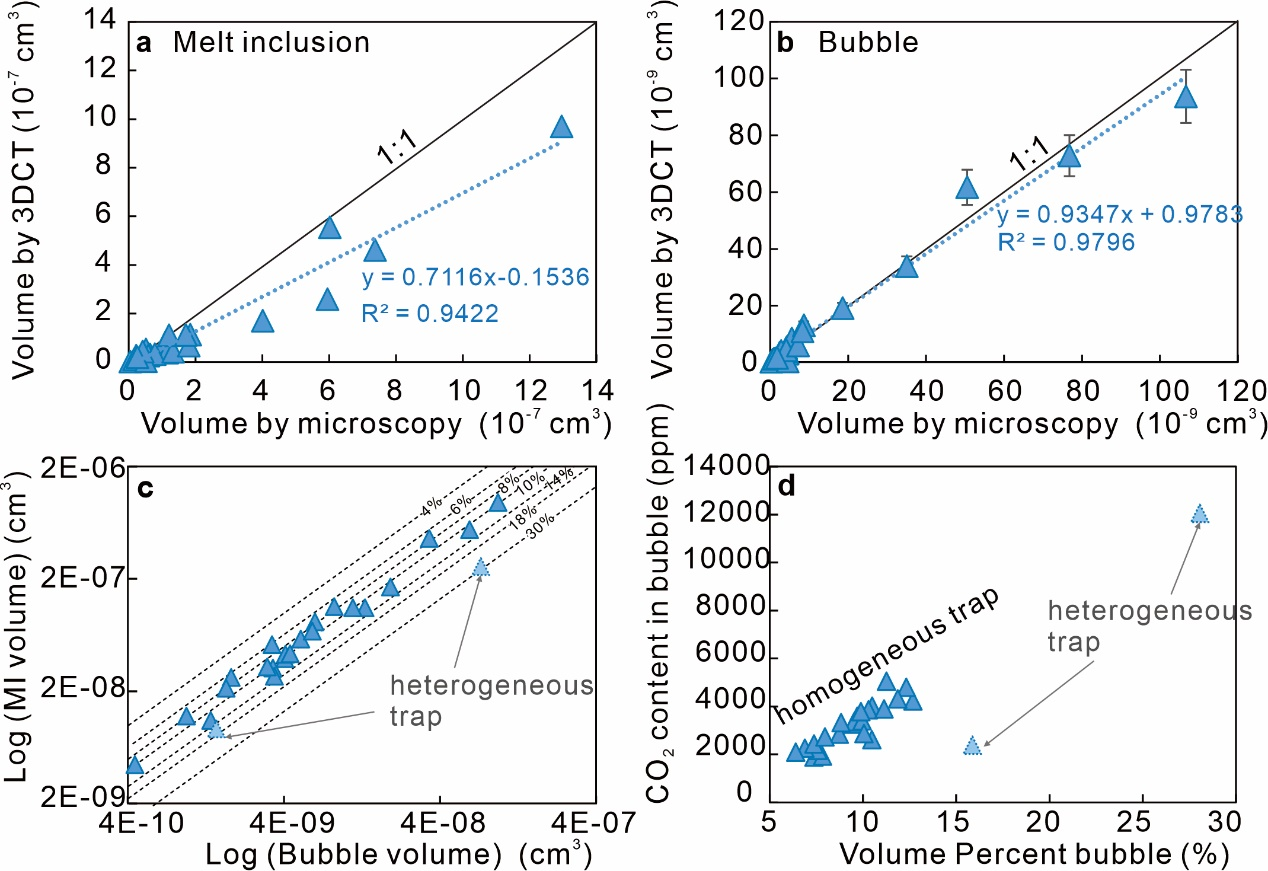 a Melt inclusion
14
12
10
8
6
4
2
0
Volume by 3DCT (10⁻⁷ cm³)
1:1
y = 0.7116x-0.1536
R² = 0.9422
0 2 4 6 8 10 12 14
Volume by microscopy (10⁻⁷ cm³)
b Bubble
120
100
80
60
40
20
0
Volume by 3DCT (10⁻⁹ cm³)
1:1
y = 0.9347x + 0.9783
R² = 0.9796
0 20 40 60 80 100 120
Volume by microscopy (10⁻⁹ cm³)
c
2E-06
2E-07
2E-08
2E-09
Log (MI volume) (cm³)
4%
6%
8%
10%
14%
18%
30%
heterogeneous
trap
4E-10 4E-09 4E-08 4E-07
Log (Bubble volume) (cm³)
d
14000
12000
10000
8000
6000
4000
2000
0
CO₂ content in bubble (ppm)
homogeneous trap
heterogeneous
trap
5 10 15 20 25 30
Volume Percent bubble (%)